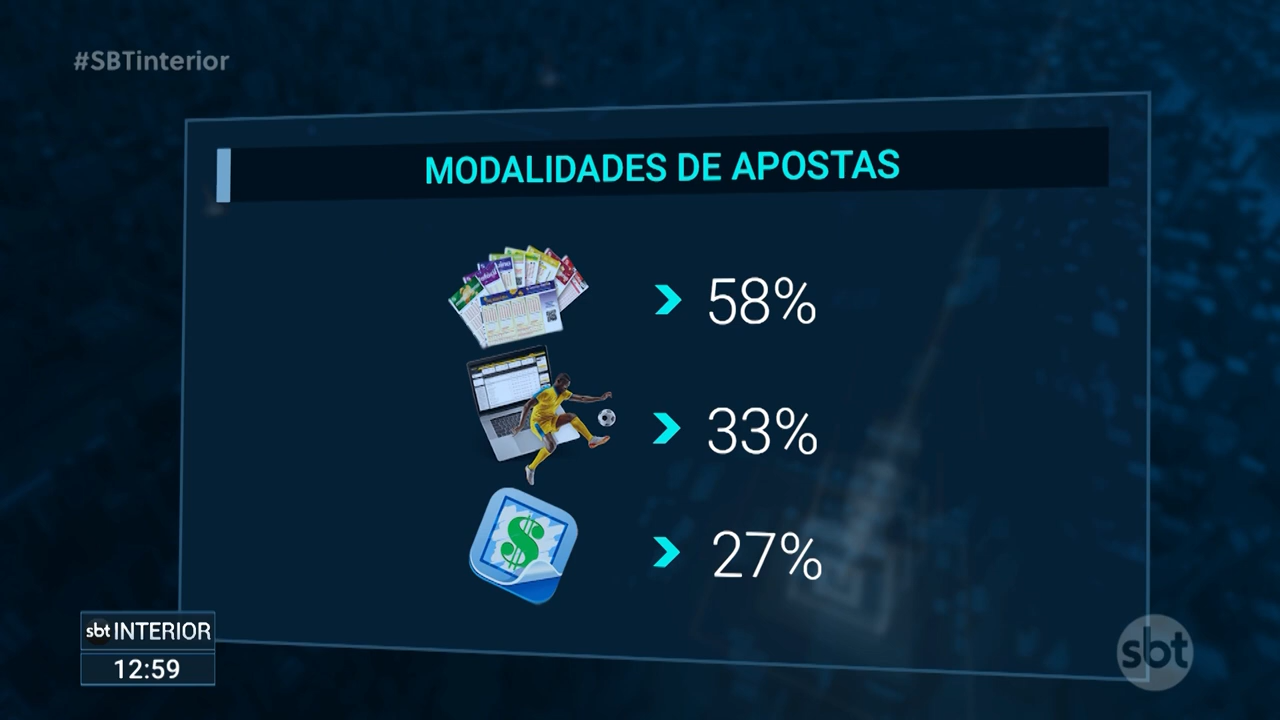 #SBTinterior
MODALIDADES DE APOSTAS
58%
33%
27%
sbt INTERIOR
12:59
sbt